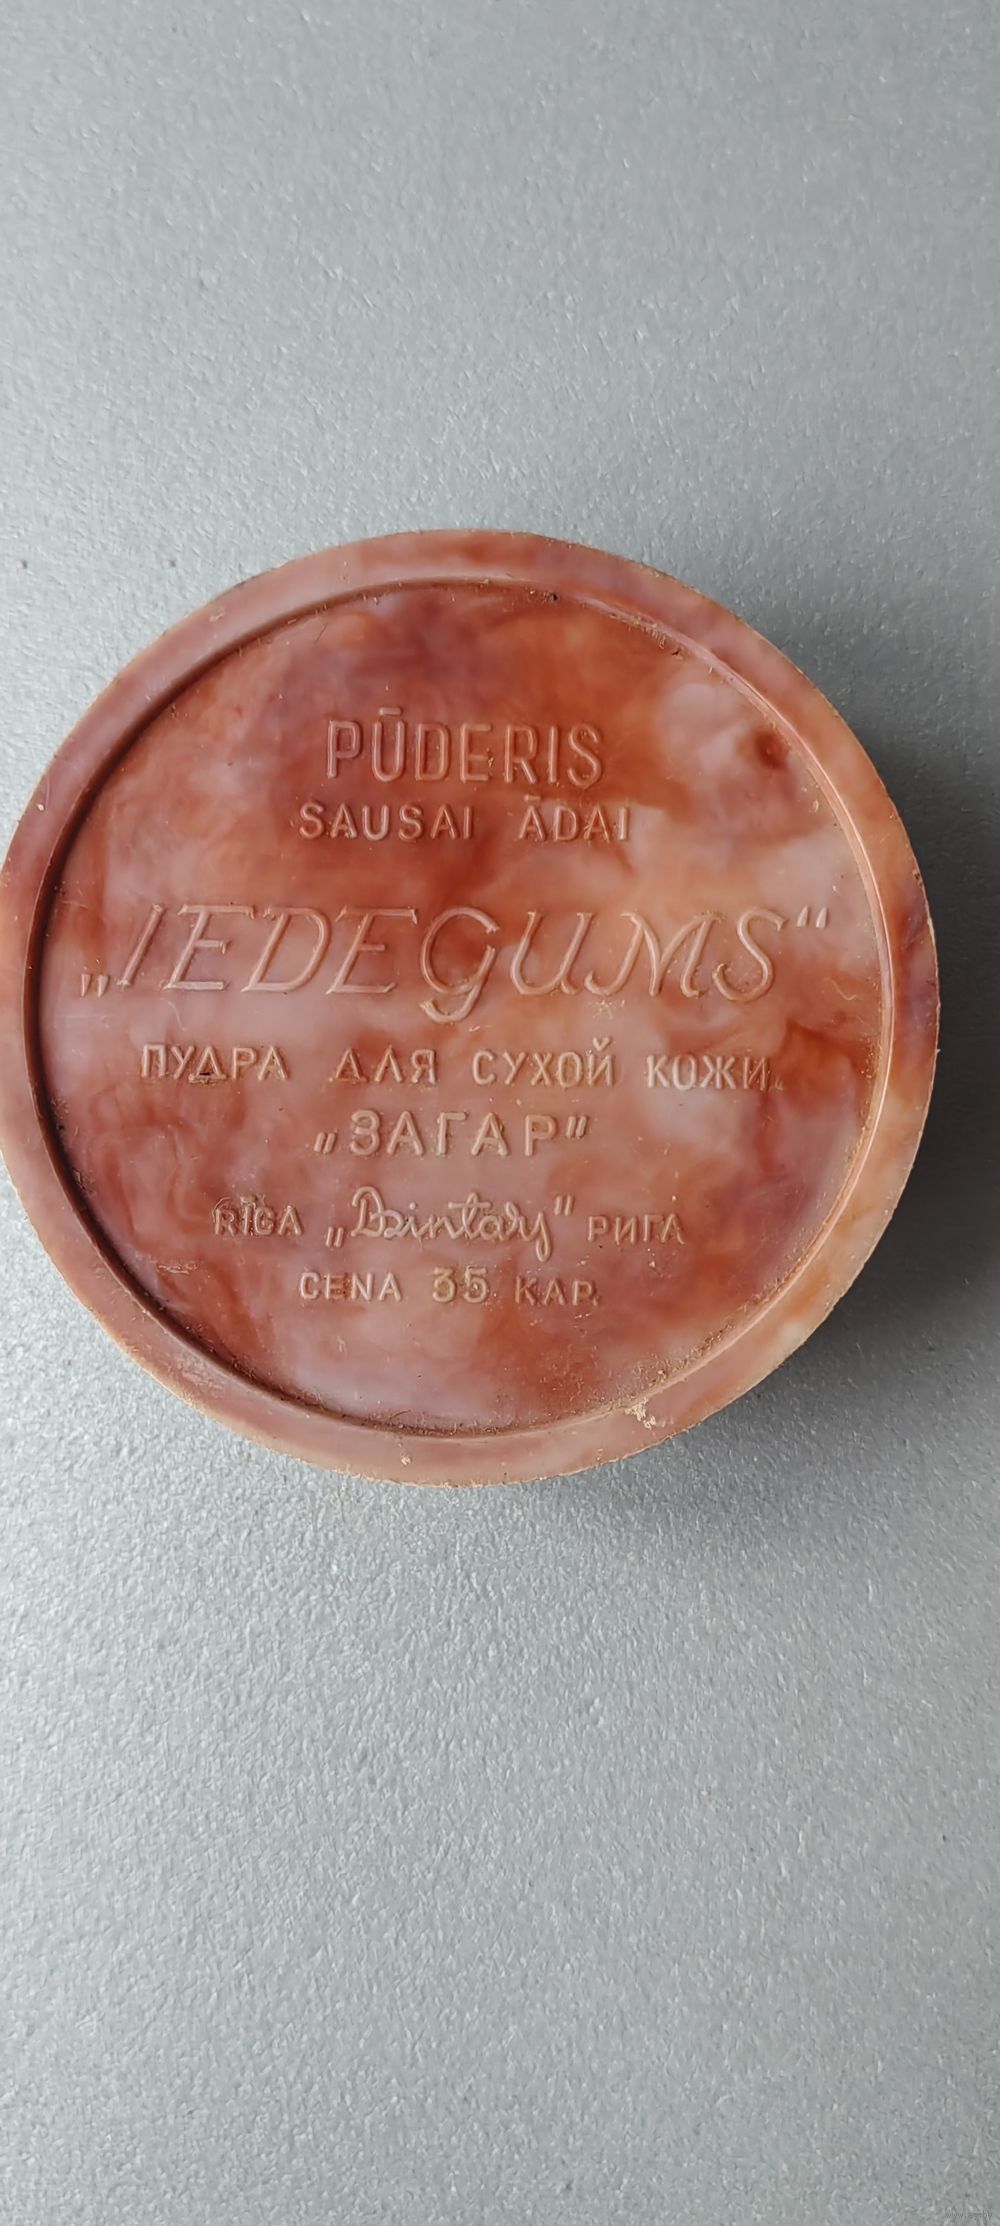 PŪDERIS
SAUSAI ĀDAI
„IEDEGUMS“
ПУДРА ДЛЯ СУХОЙ КОЖИ
„ЗАГАР"
RĪGA „Dzintars" РИГА
CENA 35 KAP.